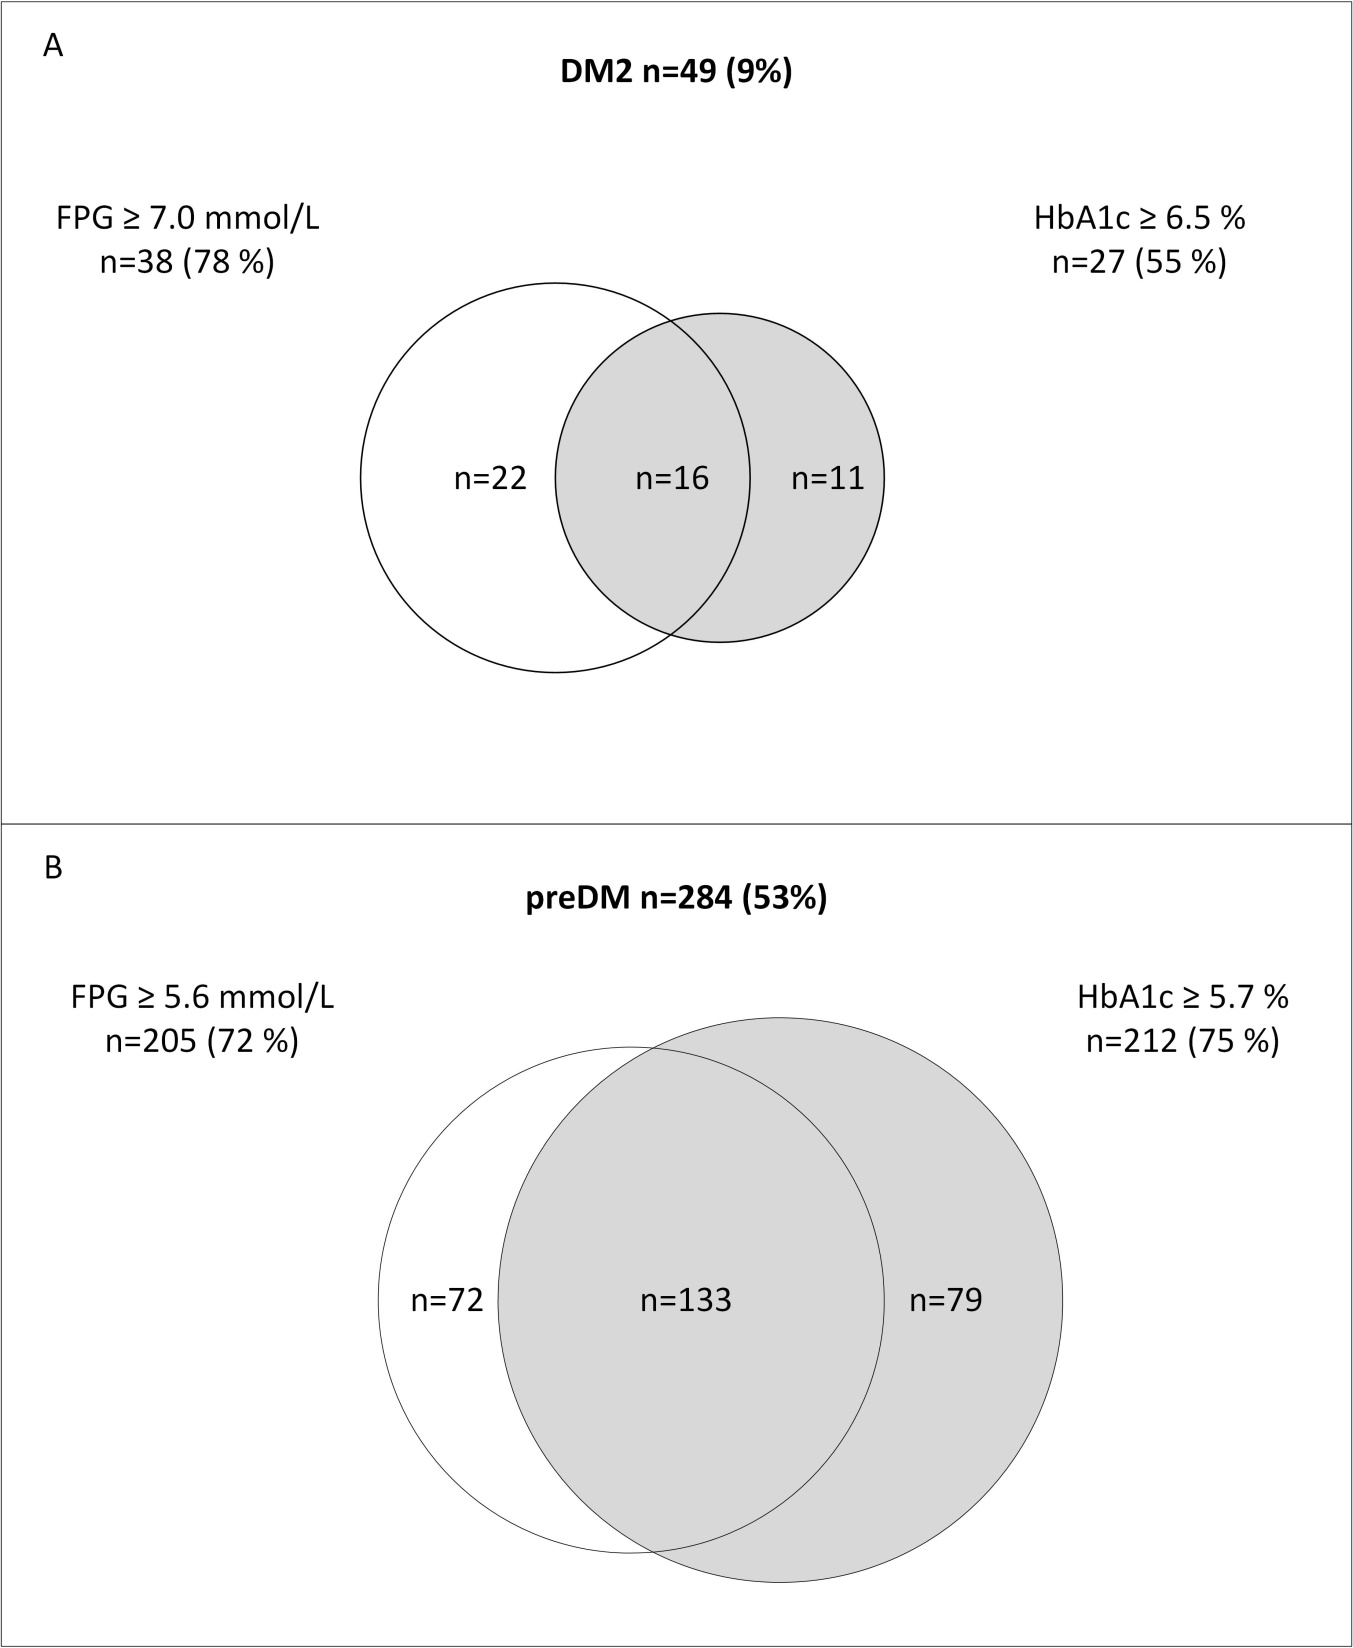 A
DM2 n=49 (9%)
FPG ≥ 7.0 mmol/L
n=38 (78 %)
HbA1c ≥ 6.5 %
n=27 (55 %)
n=22
n=16
n=11
B
preDM n=284 (53%)
FPG ≥ 5.6 mmol/L
n=205 (72 %)
HbA1c ≥ 5.7 %
n=212 (75 %)
n=72
n=133
n=79